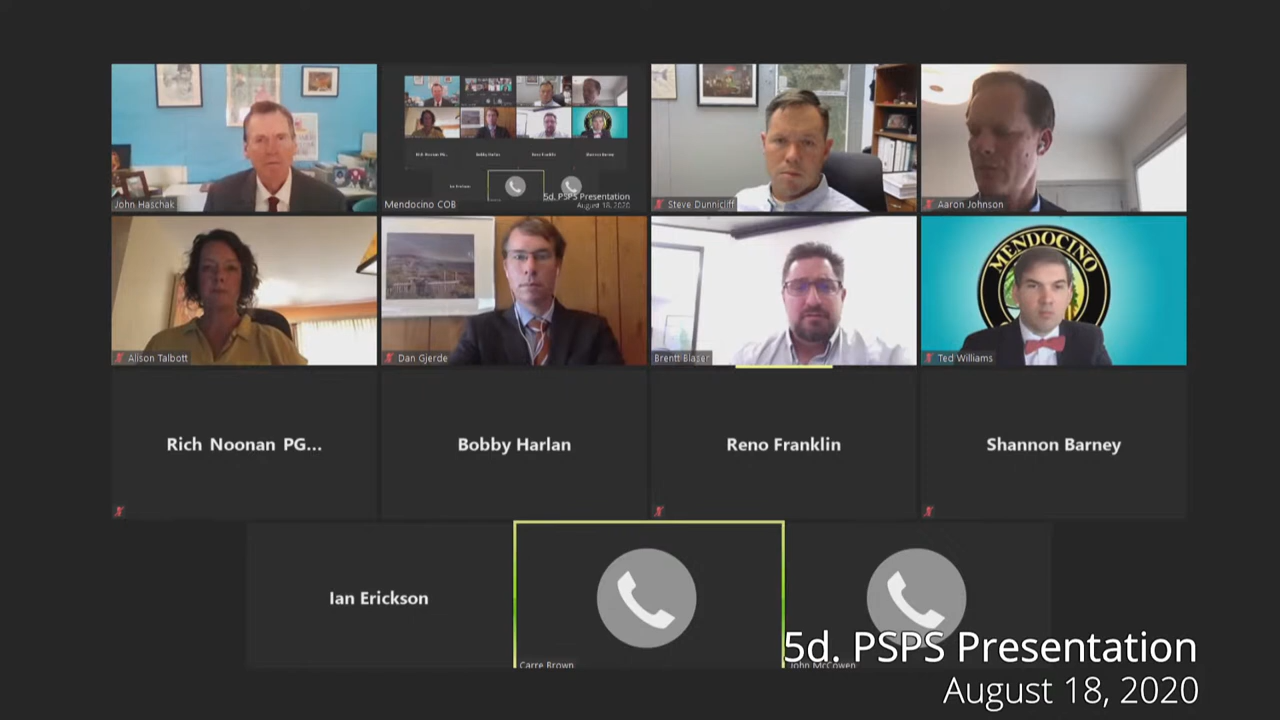 John Haschak
Mendocino COB
5d. PSPS Presentation
August 18, 2020
Steve Dunnicliff
Aaron Johnson
Alison Talbott
Dan Gjerde
Brentt Blaser
MENDOCINO
Ted Williams
Rich Noonan PG...
Bobby Harlan
Reno Franklin
Shannon Barney
Ian Erickson
Carre Brown
John McCowen
5d. PSPS Presentation
August 18, 2020